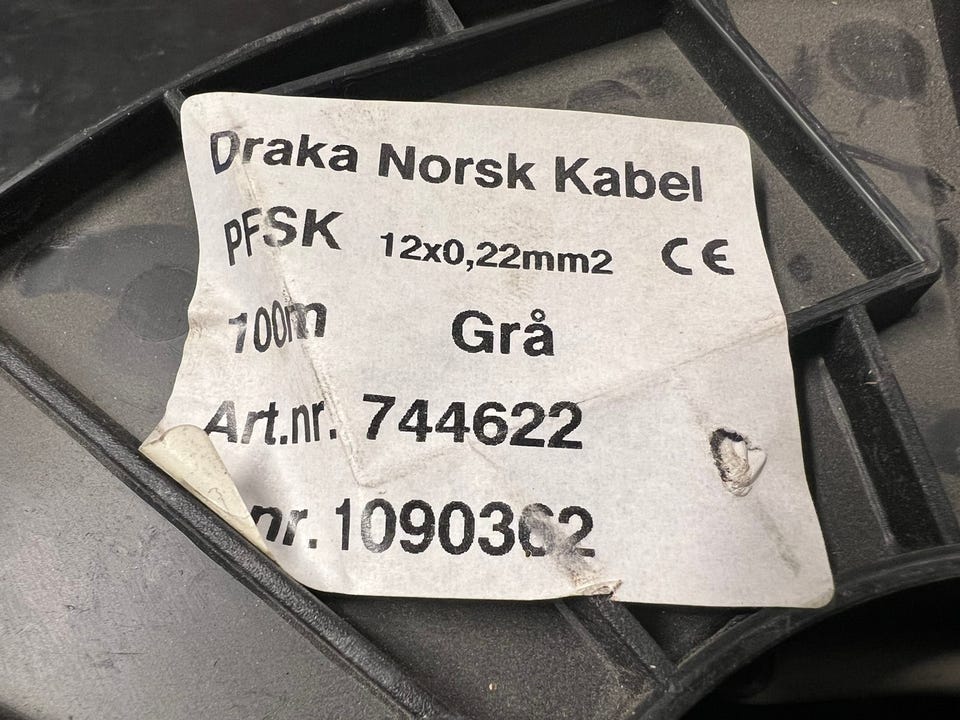 Draka Norsk Kabel
PFSK 12x0,22mm2 CE
100m Grå
Art.nr. 744622
nr. 1090362